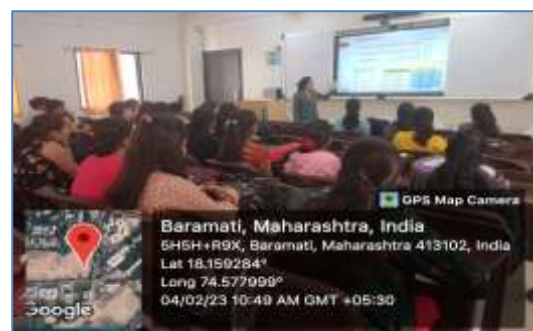 GPS Map Camera
Baramati, Maharashtra, India
5H5H+R9X, Baramati, Maharashtra 413102, India
Lat 18.159284°
Long 74.577999°
04/02/23 10:49 AM GMT +05:30
Google